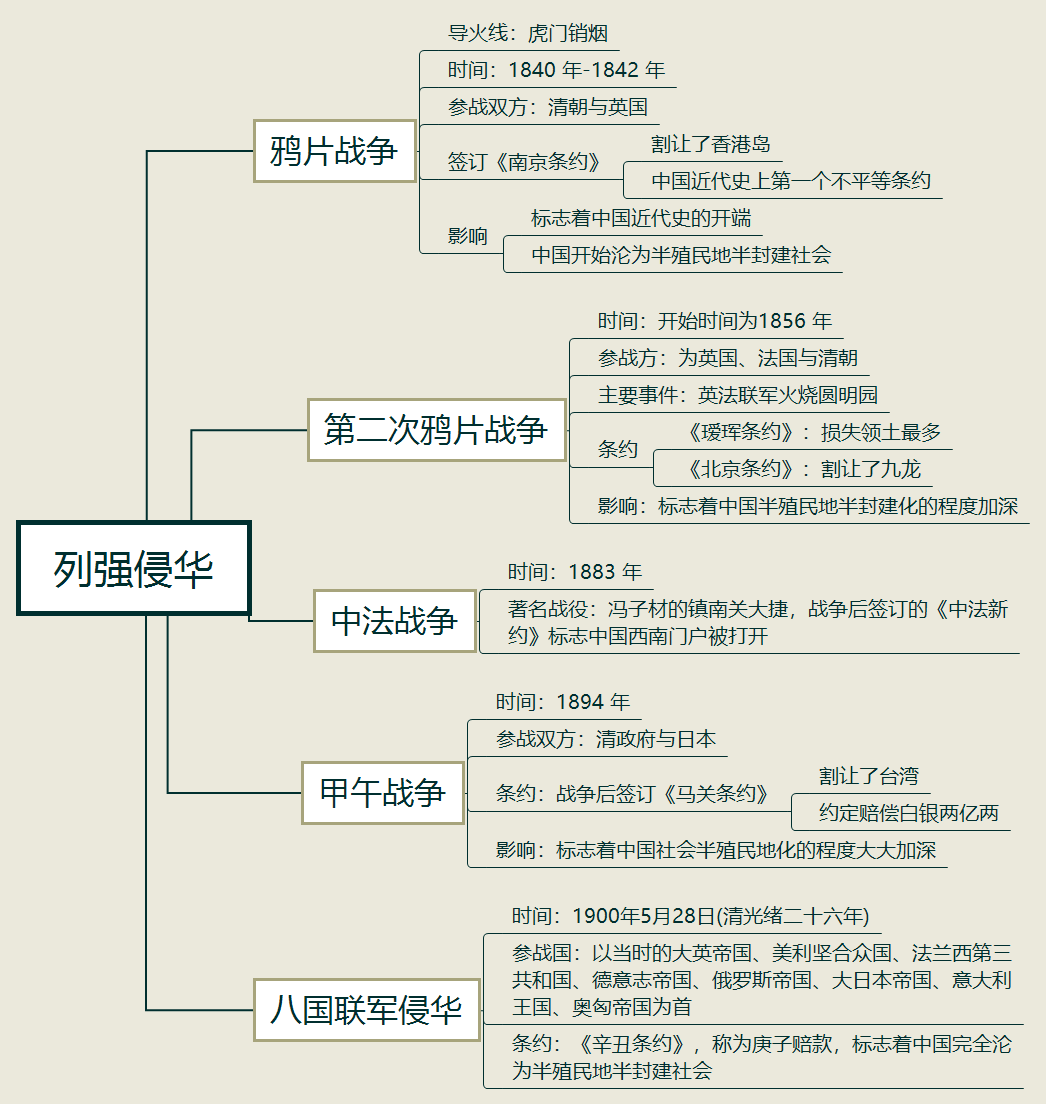 列强侵华
鸦片战争
导火线：虎门销烟
时间：1840 年-1842 年
参战双方：清朝与英国
签订《南京条约》
割让了香港岛
中国近代史上第一个不平等条约
影响
标志着中国近代史的开端
中国开始沦为半殖民地半封建社会
第二次鸦片战争
时间：开始时间为1856 年
参战方：为英国、法国与清朝
主要事件：英法联军火烧圆明园
条约
《瑷珲条约》：损失领土最多
《北京条约》：割让了九龙
影响：标志着中国半殖民地半封建化的程度加深
中法战争
时间：1883 年
著名战役：冯子材的镇南关大捷，战争后签订的《中法新
约》标志中国西南门户被打开
甲午战争
时间：1894 年
参战双方：清政府与日本
条约：战争后签订《马关条约》
割让了台湾
约定赔偿白银两亿两
影响：标志着中国社会半殖民地化的程度大大加深
八国联军侵华
时间：1900年5月28日(清光绪二十六年)
参战国：以当时的大英帝国、美利坚合众国、法兰西第三
共和国、德意志帝国、俄罗斯帝国、大日本帝国、意大利
王国、奥匈帝国为首
条约：《辛丑条约》，称为庚子赔款，标志着中国完全沦
为半殖民地半封建社会